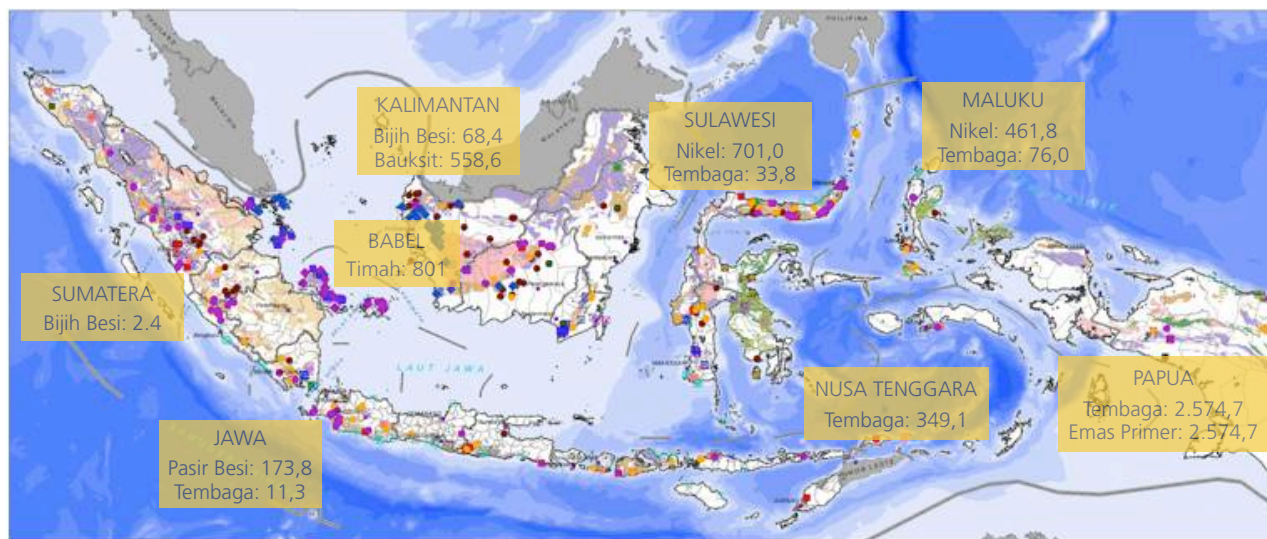 PHILIPINA
KALIMANTAN
Bijih Besi: 68,4
Bauksit: 558,6
SULAWESI
Nikel: 701,0
Tembaga: 33,8
MALUKU
Nikel: 461,8
Tembaga: 76,0
BABEL
Timah: 801
SUMATERA
Bijih Besi: 2.4
LAUT JAWA
NUSA TENGGARA
Tembaga: 349,1
PAPUA
Tembaga: 2.574,7
Emas Primer: 2.574,7
JAWA
Pasir Besi: 173,8
Tembaga: 11,3